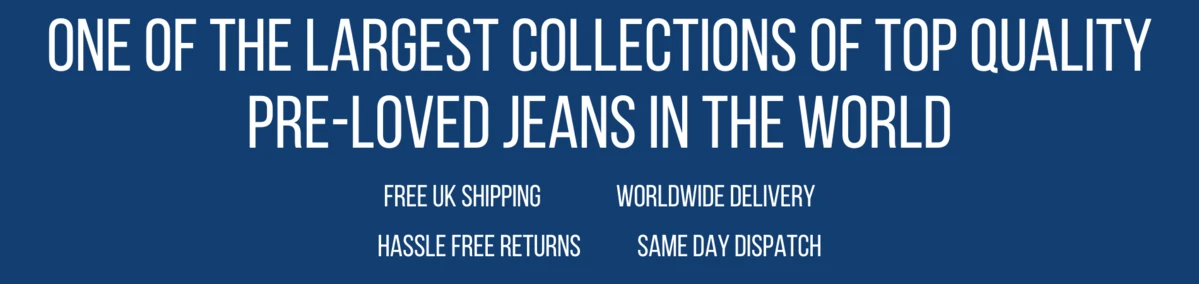 ONE OF THE LARGEST COLLECTIONS OF TOP QUALITY
PRE-LOVED JEANS IN THE WORLD
FREE UK SHIPPING WORLDWIDE DELIVERY
HASSLE FREE RETURNS SAME DAY DISPATCH